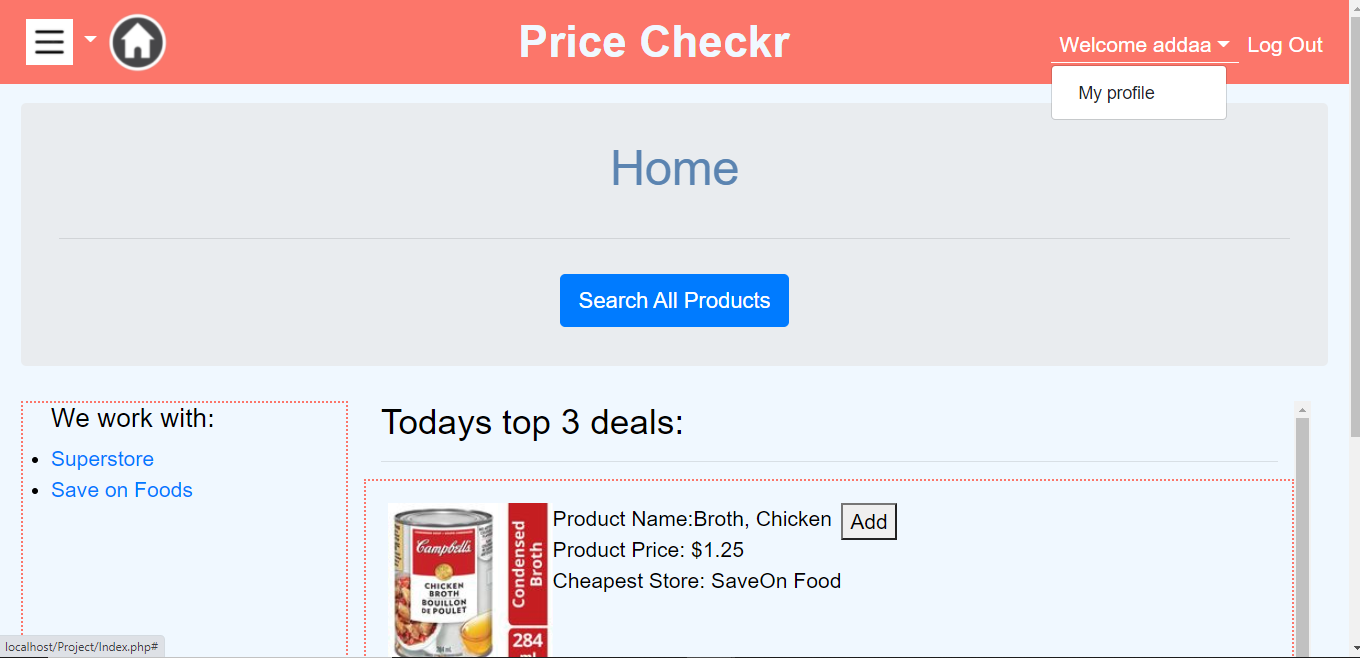 Price Checkr
Welcome addaa
Log Out
My profile
Home
Search All Products
We work with:
Superstore
Save on Foods
Todays top 3 deals:
Product Name:Broth, Chicken
Add
Product Price: $1.25
Cheapest Store: SaveOn Food
Campbell's
CHICKEN
BROTH
BOUILLON
DE POULET
Condensed
Broth
284
localhost/Project/Index.php#